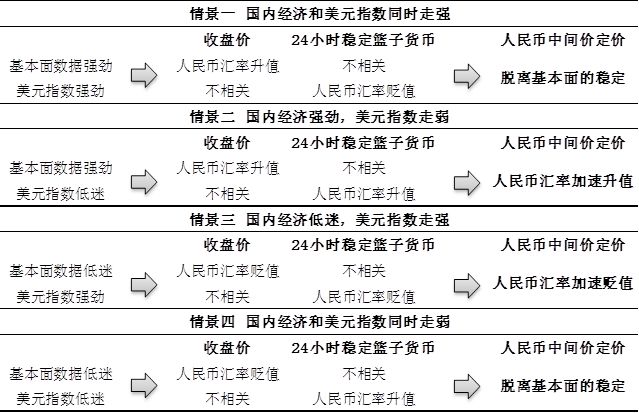 情景一 国内经济和美元指数同时走强
收盘价 24小时稳定篮子货币 人民币中间价定价
基本面数据强劲 人民币汇率升值 不相关
脱离基本面的稳定
美元指数强劲 不相关 人民币汇率贬值
情景二 国内经济强劲，美元指数走弱
收盘价 24小时稳定篮子货币 人民币中间价定价
基本面数据强劲 人民币汇率升值 不相关
人民币汇率加速升值
美元指数低迷 不相关 人民币汇率升值
情景三 国内经济低迷，美元指数走强
收盘价 24小时稳定篮子货币 人民币中间价定价
基本面数据低迷 人民币汇率贬值 不相关
人民币汇率加速贬值
美元指数强劲 不相关 人民币汇率贬值
情景四 国内经济和美元指数同时走弱
收盘价 24小时稳定篮子货币 人民币中间价定价
基本面数据低迷 人民币汇率贬值 不相关
脱离基本面的稳定
美元指数低迷 不相关 人民币汇率升值